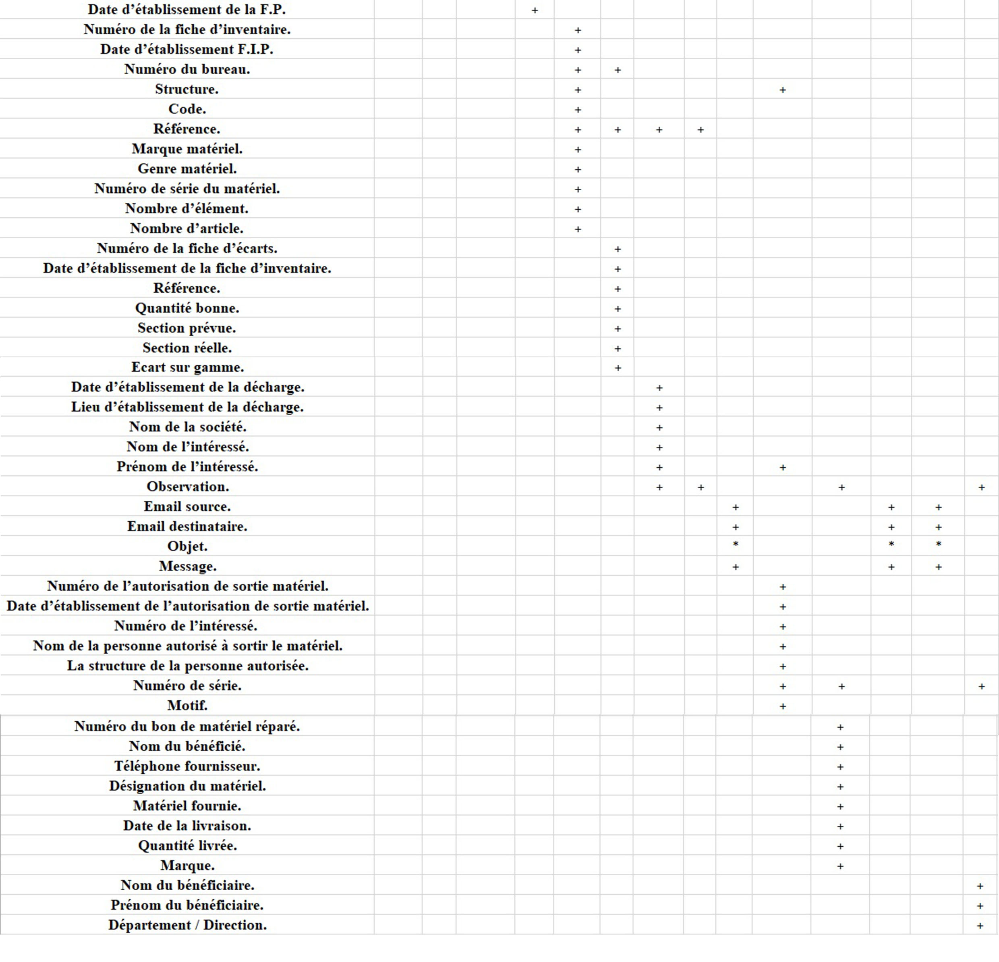 Date d’établissement de la F.P. +
Numéro de la fiche d’inventaire. +
Date d’établissement F.I.P. +
Numéro du bureau. + +
Structure. + +
Code. +
Référence. + + + +
Marque matériel. +
Genre matériel. +
Numéro de série du matériel. +
Nombre d’élément. +
Nombre d’article. +
Numéro de la fiche d’écarts. +
Date d’établissement de la fiche d’inventaire. +
Référence. +
Quantité bonne. +
Section prévue. +
Section réelle. +
Ecart sur gamme. +
Date d’établissement de la décharge. +
Lieu d’établissement de la décharge. +
Nom de la société. +
Nom de l’intéressé. +
Prénom de l’intéressé. + +
Observation. + + + +
Email source. + + +
Email destinataire. + + +
Objet. * * *
Message. + + +
Numéro de l’autorisation de sortie matériel. +
Date d’établissement de l’autorisation de sortie matériel. +
Numéro de l’intéressé. +
Nom de la personne autorisé à sortir le matériel. +
La structure de la personne autorisée. +
Numéro de série. + + +
Motif. +
Numéro du bon de matériel réparé. +
Nom du bénéficié. +
Téléphone fournisseur. +
Désignation du matériel. +
Matériel fournie. +
Date de la livraison. +
Quantité livrée. +
Marque. +
Nom du bénéficiaire. +
Prénom du bénéficiaire. +
Département / Direction. +